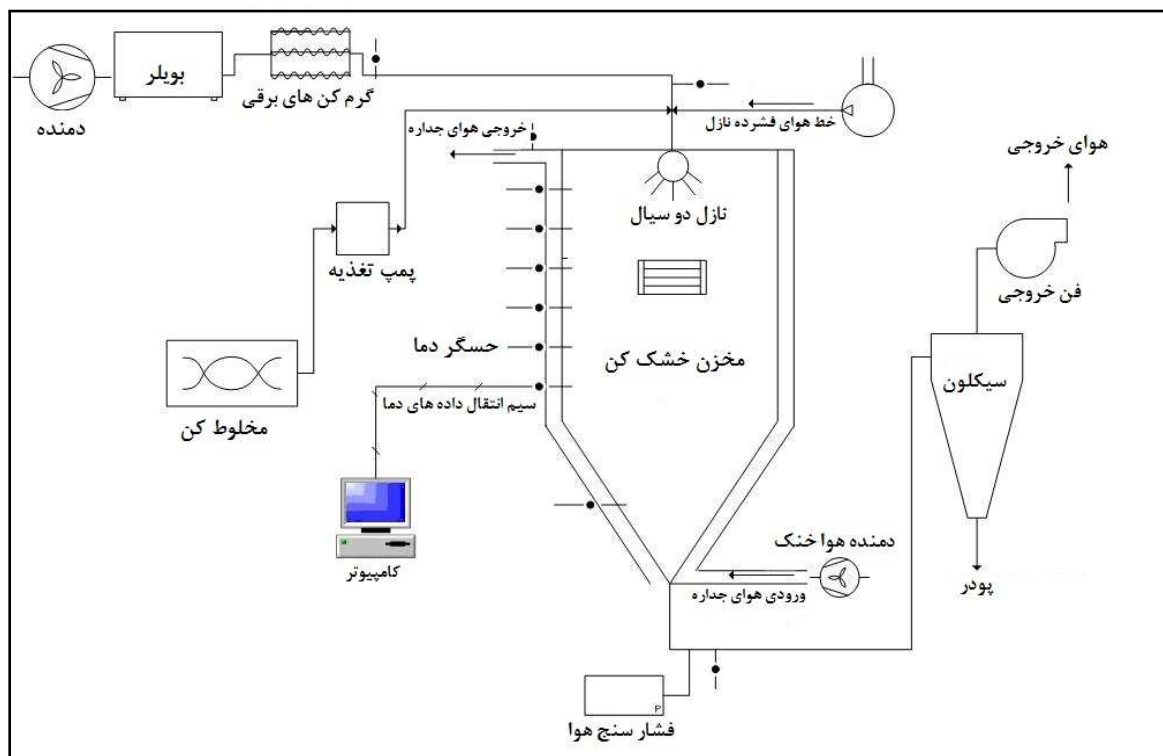 بویلر
گرم کن های برقی
دمنده
خط هوای فشرده نازل
خروجی هوای جداره
هوای خروجی
نازل دو سیال
پمپ تغذیه
فن خروجی
حسگر دما
مخزن خشک کن
سیکلون
سیم انتقال داده های دما
مخلوط کن
دمنده هوا خنک
کامپیوتر
ورودی هوای جداره
پودر
P
فشار سنج هوا